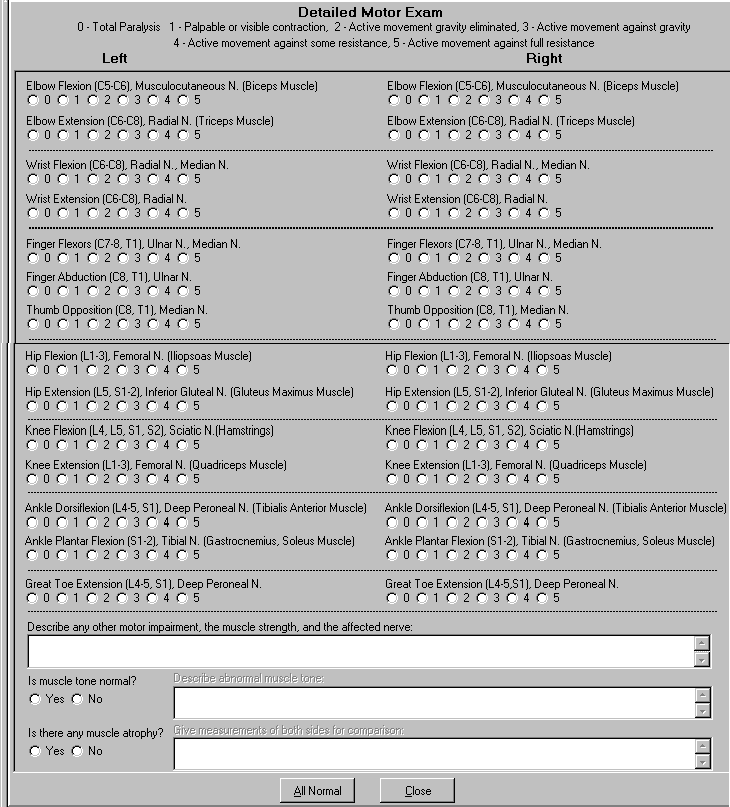 Detailed Motor Exam
0 - Total Paralysis 1 - Palpable or visible contraction, 2 - Active movement gravity eliminated, 3 - Active movement against gravity
4 - Active movement against some resistance, 5 - Active movement against full resistance
Left Right
Elbow Flexion (C5-C6), Musculocutaneous N. (Biceps Muscle) Elbow Flexion (C5-C6), Musculocutaneous N. (Biceps Muscle)
0 1 2 3 4 5 0 1 2 3 4 5
Elbow Extension (C6-C8), Radial N. (Triceps Muscle) Elbow Extension (C6-C8), Radial N. (Triceps Muscle)
0 1 2 3 4 5 0 1 2 3 4 5
Wrist Flexion (C6-C8), Radial N., Median N. Wrist Flexion (C6-C8), Radial N., Median N.
0 1 2 3 4 5 0 1 2 3 4 5
Wrist Extension (C6-C8), Radial N. Wrist Extension (C6-C8), Radial N.
0 1 2 3 4 5 0 1 2 3 4 5
Finger Flexors (C7-8, T1), Ulnar N., Median N. Finger Flexors (C7-8, T1), Ulnar N., Median N.
0 1 2 3 4 5 0 1 2 3 4 5
Finger Abduction (C8, T1), Ulnar N. Finger Abduction (C8, T1), Ulnar N.
0 1 2 3 4 5 0 1 2 3 4 5
Thumb Opposition (C8, T1), Median N. Thumb Opposition (C8, T1), Median N.
0 1 2 3 4 5 0 1 2 3 4 5
Hip Flexion (L1-3), Femoral N. (Iliopsoas Muscle) Hip Flexion (L1-3), Femoral N. (Iliopsoas Muscle)
0 1 2 3 4 5 0 1 2 3 4 5
Hip Extension (L5, S1-2), Inferior Gluteal N. (Gluteus Maximus Muscle) Hip Extension (L5, S1-2), Inferior Gluteal N. (Gluteus Maximus Muscle)
0 1 2 3 4 5 0 1 2 3 4 5
Knee Flexion (L4, L5, S1, S2), Sciatic N.(Hamstrings) Knee Flexion (L4, L5, S1, S2), Sciatic N.(Hamstrings)
0 1 2 3 4 5 0 1 2 3 4 5
Knee Extension (L1-3), Femoral N. (Quadriceps Muscle) Knee Extension (L1-3), Femoral N. (Quadriceps Muscle)
0 1 2 3 4 5 0 1 2 3 4 5
Ankle Dorsiflexion (L4-5, S1), Deep Peroneal N. (Tibialis Anterior Muscle) Ankle Dorsiflexion (L4-5, S1), Deep Peroneal N. (Tibialis Anterior Muscle)
0 1 2 3 4 5 0 1 2 3 4 5
Ankle Plantar Flexion (S1-2), Tibial N. (Gastrocnemius, Soleus Muscle) Ankle Plantar Flexion (S1-2), Tibial N. (Gastrocnemius, Soleus Muscle)
0 1 2 3 4 5 0 1 2 3 4 5
Great Toe Extension (L4-5, S1), Deep Peroneal N. Great Toe Extension (L4-5,S1), Deep Peroneal N.
0 1 2 3 4 5 0 1 2 3 4 5
Describe any other motor impairment, the muscle strength, and the affected nerve:
Is muscle tone normal? Describe abnormal muscle tone:
Yes No
Is there any muscle atrophy? Give measurements of both sides for comparison:
Yes No
All Normal Close